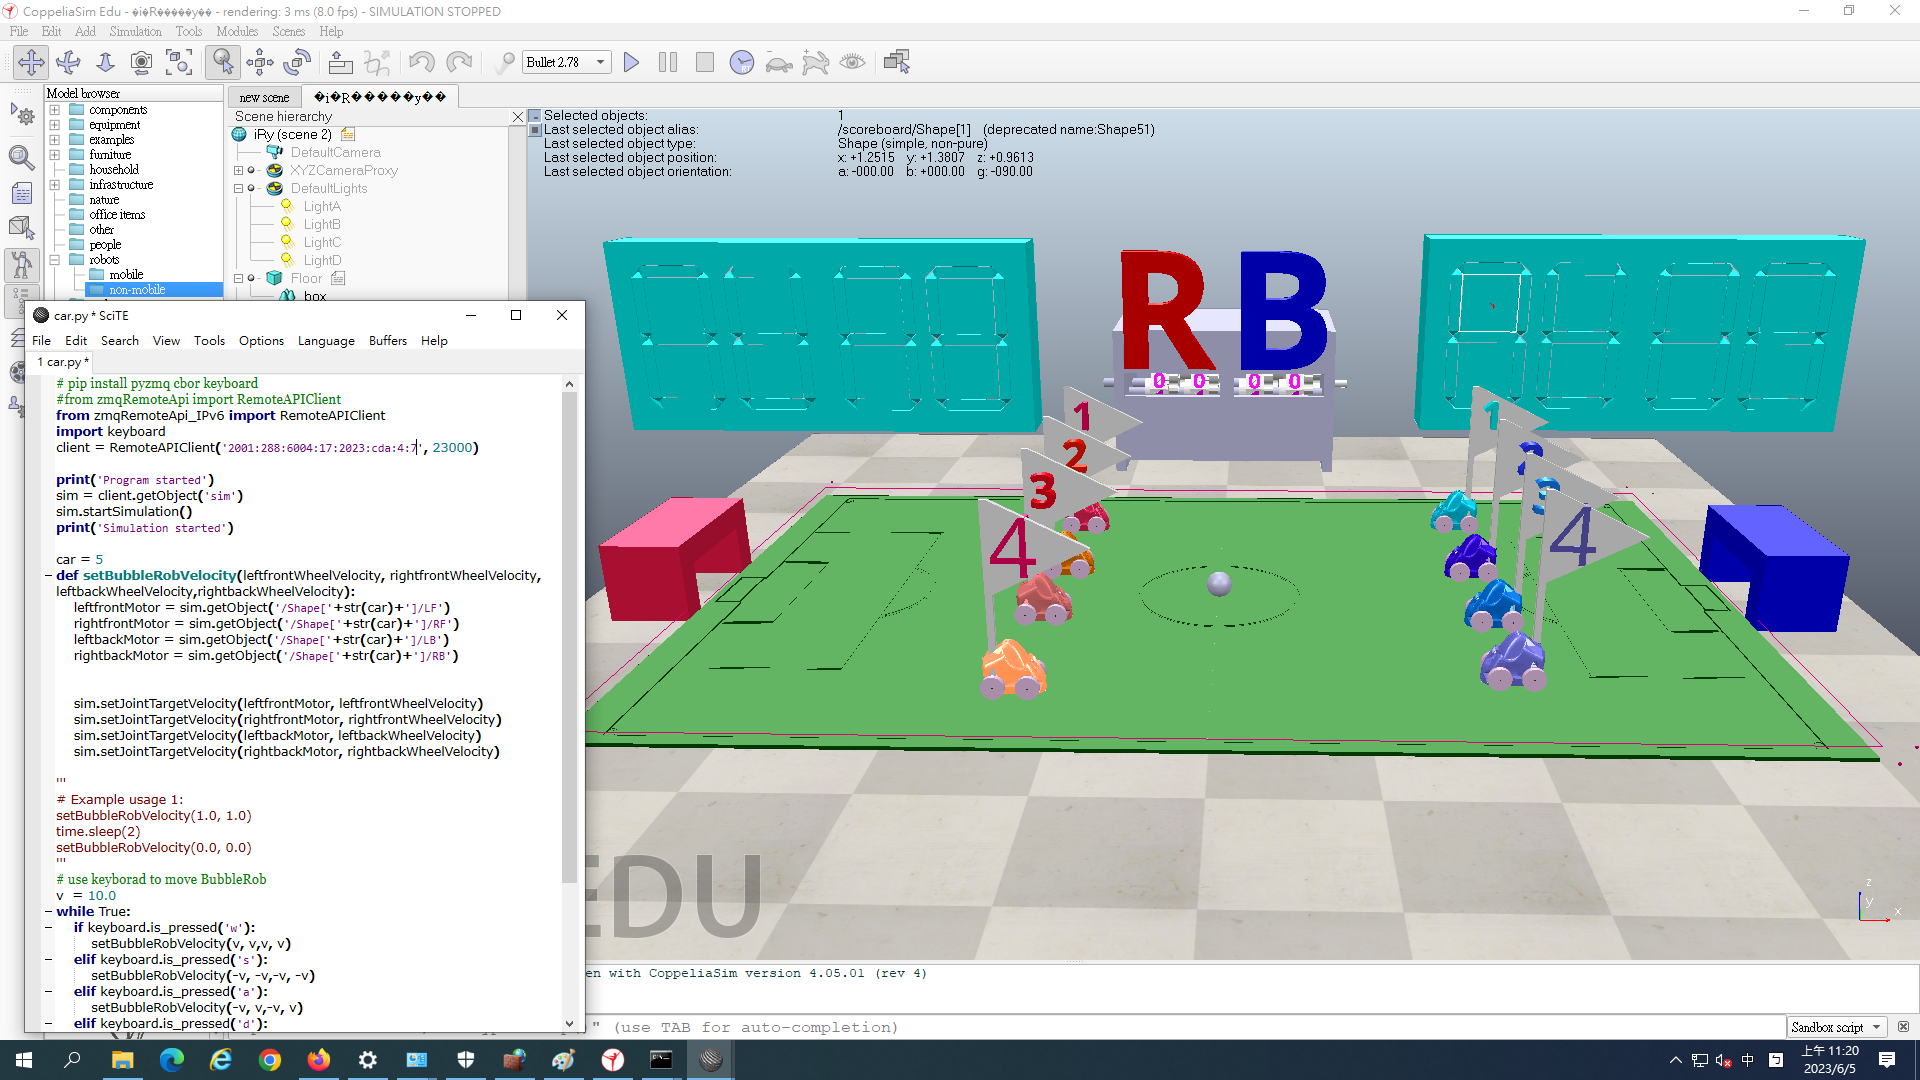 CoppeliaSim Edu - �i�R�����y�� - rendering: 3 ms (8.0 fps) - SIMULATION STOPPED
File Edit Add Simulation Tools Modules Scenes Help
Bullet 2.78
Model browser
components
equipment
examples
furniture
household
infrastructure
nature
office items
other
people
robots
mobile
non-mobile
new scene
�i�R�����y��
Scene hierarchy
iRy (scene 2)
DefaultCamera
XYZCameraProxy
DefaultLights
LightA
LightB
LightC
LightD
Floor
box
Selected objects: 1
Last selected object alias: /scoreboard/Shape[1] (deprecated name:Shape51)
Last selected object type: Shape (simple, non-pure)
Last selected object position: x: +1.2515 y: +1.3807 z: +0.9613
Last selected object orientation: a: -000.00 b: +000.00 g: -090.00
R B
0 0 0 0
1
2
3
4
1
2
3
4
EDU
z
y
x
car.py * SciTE
File Edit Search View Tools Options Language Buffers Help
1 car.py *
# pip install pyzmq cbor keyboard
#from zmqRemoteApi import RemoteAPIClient
from zmqRemoteApi_IPv6 import RemoteAPIClient
import keyboard
client = RemoteAPIClient('2001:288:6004:17:2023:cda:4:7', 23000)
print('Program started')
sim = client.getObject('sim')
sim.startSimulation()
print('Simulation started')
car = 5
def setBubbleRobVelocity(leftfrontWheelVelocity, rightfrontWheelVelocity,
leftbackWheelVelocity,rightbackWheelVelocity):
leftfrontMotor = sim.getObject('/Shape['+str(car)+']/LF')
rightfrontMotor = sim.getObject('/Shape['+str(car)+']/RF')
leftbackMotor = sim.getObject('/Shape['+str(car)+']/LB')
rightbackMotor = sim.getObject('/Shape['+str(car)+']/RB')
sim.setJointTargetVelocity(leftfrontMotor, leftfrontWheelVelocity)
sim.setJointTargetVelocity(rightfrontMotor, rightfrontWheelVelocity)
sim.setJointTargetVelocity(leftbackMotor, leftbackWheelVelocity)
sim.setJointTargetVelocity(rightbackMotor, rightbackWheelVelocity)
'''
# Example usage 1:
setBubbleRobVelocity(1.0, 1.0)
time.sleep(2)
setBubbleRobVelocity(0.0, 0.0)
'''
# use keyborad to move BubbleRob
v = 10.0
while True:
if keyboard.is_pressed('w'):
setBubbleRobVelocity(v, v,v, v)
elif keyboard.is_pressed('s'):
setBubbleRobVelocity(-v, -v,-v, -v)
elif keyboard.is_pressed('a'):
setBubbleRobVelocity(-v, v,-v, v)
elif keyboard.is_pressed('d'):
en with CoppeliaSim version 4.05.01 (rev 4)
" (use TAB for auto-completion)
Sandbox script
中
上午 11:20
2023/6/5